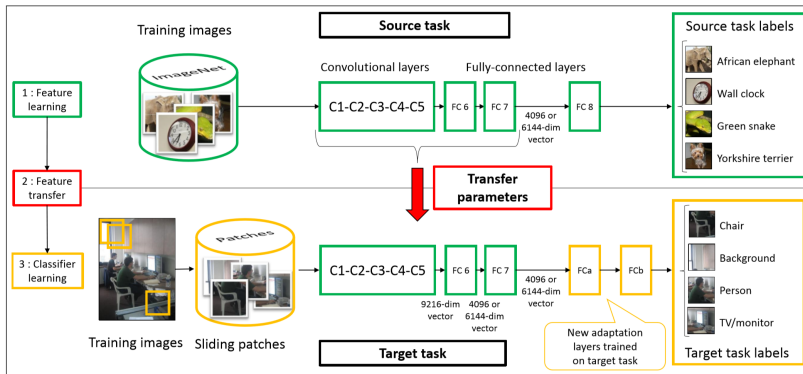 Training images
Source task
Source task labels
ImageNet
Convolutional layers
Fully-connected layers
African elephant
1 : Feature
learning
C1-C2-C3-C4-C5
FC 6
FC 7
4096 or
6144-dim
vector
FC 8
Wall clock
Green snake
Yorkshire terrier
2 : Feature
transfer
Transfer
parameters
3 : Classifier
learning
Patches
C1-C2-C3-C4-C5
FC 6
FC 7
FCa
FCb
Chair
Background
Person
TV/monitor
9216-dim
vector
4096 or
6144-dim
vector
4096 or
6144-dim
vector
New adaptation
layers trained
on target task
Training images
Sliding patches
Target task
Target task labels